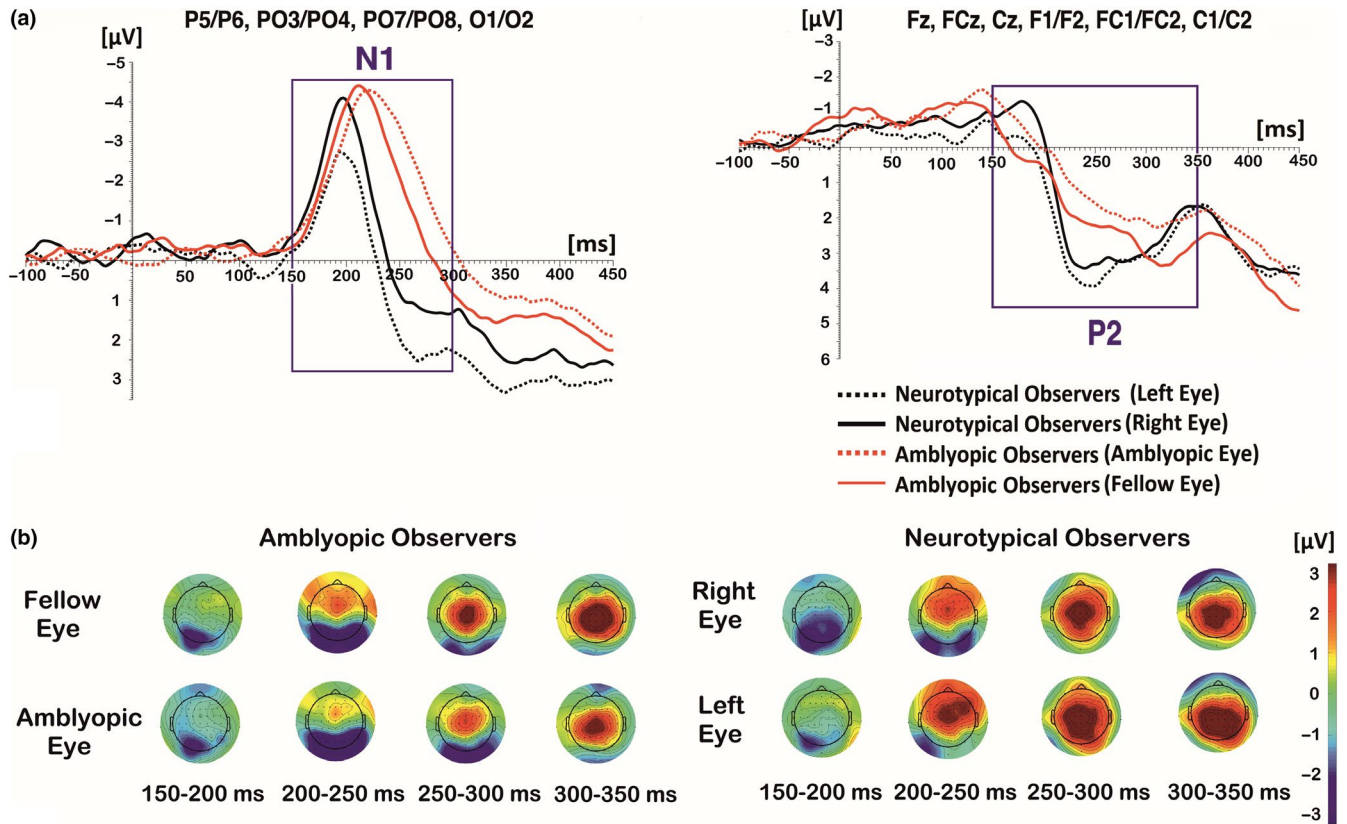 (a)
P5/P6, PO3/PO4, PO7/PO8, O1/O2
[µV]
N1
–5
–4
–3
–2
–1
1
2
3
–100 –50 0 50 100 150 200 250 300 350 400 450
[ms]
Fz, FCz, Cz, F1/F2, FC1/FC2, C1/C2
[µV]
–3
–2
–1
1
2
3
4
5
6
–100 –50 0 50 100 150 200 250 300 350 400 450
[ms]
P2
Neurotypical Observers (Left Eye)
Neurotypical Observers (Right Eye)
Amblyopic Observers (Amblyopic Eye)
Amblyopic Observers (Fellow Eye)
(b)
Amblyopic Observers
Fellow
Eye
Amblyopic
Eye
150-200 ms 200-250 ms 250-300 ms 300-350 ms
Neurotypical Observers
Right
Eye
Left
Eye
150-200 ms 200-250 ms 250-300 ms 300-350 ms
[µV]
3
2
1
0
–1
–2
–3